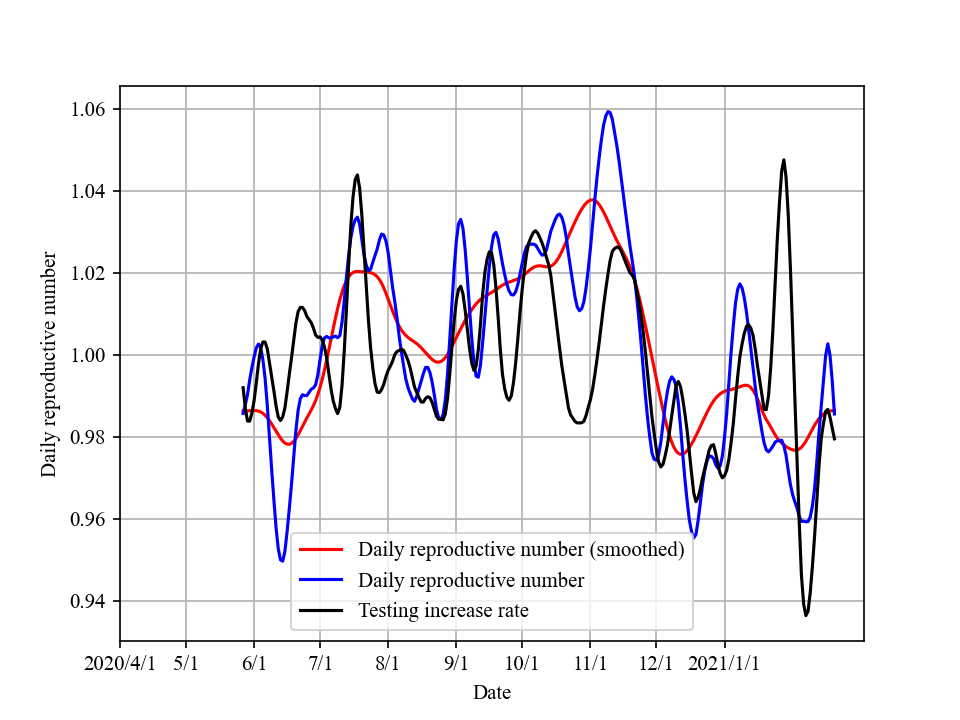 1.06
1.04
1.02
1.00
0.98
0.96
0.94
Daily reproductive number
Daily reproductive number (smoothed)
Daily reproductive number
Testing increase rate
2020/4/1 5/1 6/1 7/1 8/1 9/1 10/1 11/1 12/1 2021/1/1
Date